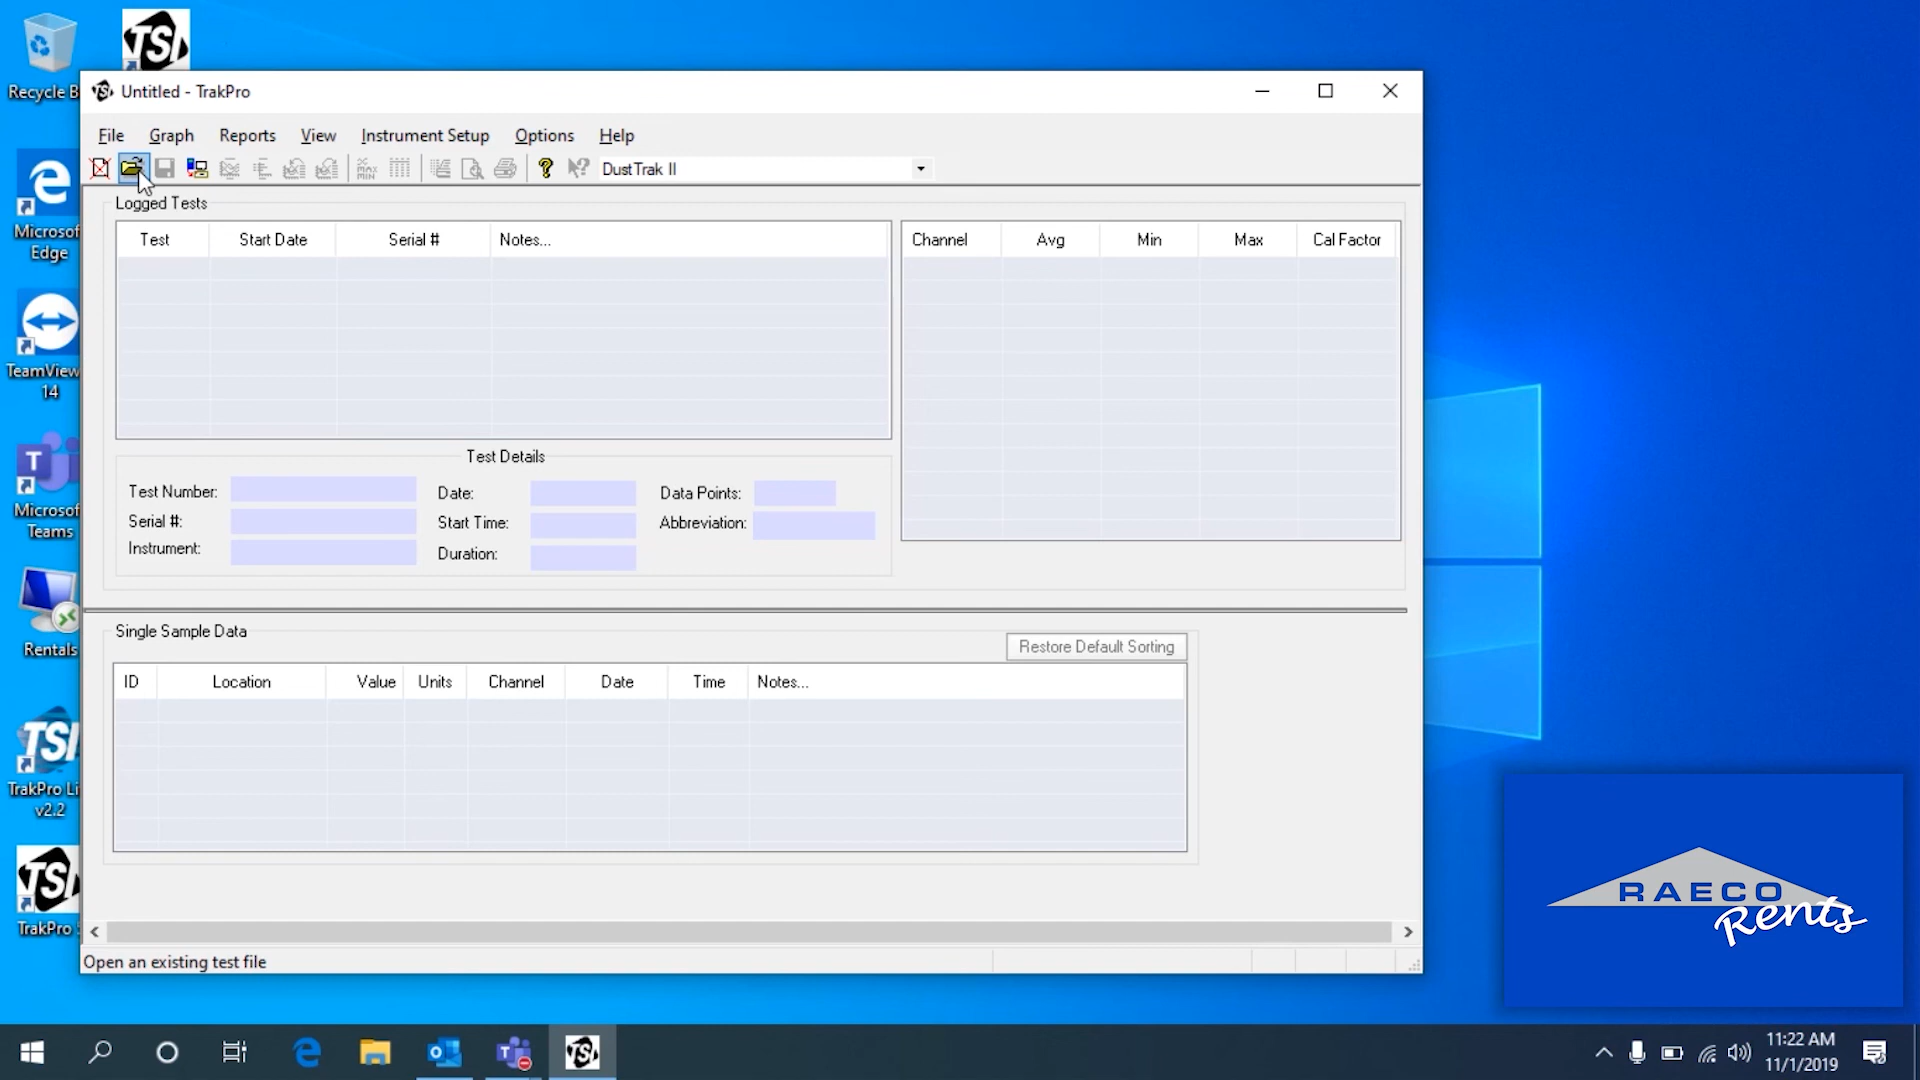 TSI
Recycle B
Untitled - TrakPro
File Graph Reports View Instrument Setup Options Help
MAX
MIN
DustTrak II
Logged Tests
Test Start Date Serial # Notes... Channel Avg Min Max Cal Factor
Microsof
Edge
TeamView
14
Test Details
Test Number: Date: Data Points:
Serial #: Start Time: Abbreviation:
Instrument: Duration:
Microsof
Teams
Single Sample Data
Restore Default Sorting
ID Location Value Units Channel Date Time Notes...
Rentals
TSI
TrakPro Li
v2.2
TSI
TrakPro
Open an existing test file
RAECO
Rents
TSI
11:22 AM
11/1/2019